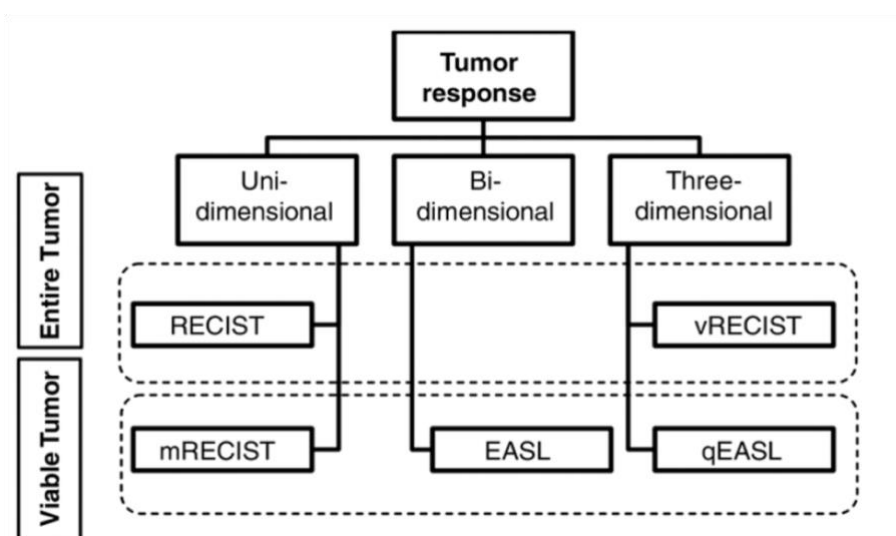 Tumor
response
Uni-
dimensional
Bi-
dimensional
Three-
dimensional
Entire Tumor
RECIST
vRECIST
Viable Tumor
mRECIST
EASL
qEASL